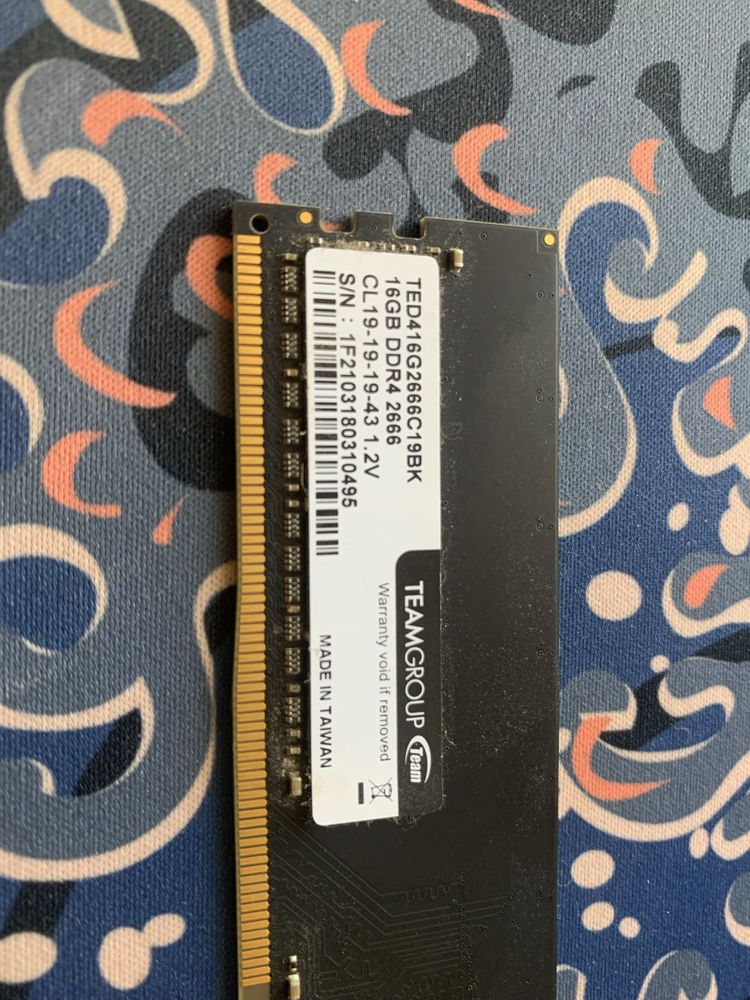 TED416G2666C19BK
16GB DDR4 2666
CL19-19-19-43 1.2V
S/N : 1F2103180310495
TEAMGROUP Team
Warranty void if removed
MADE IN TAIWAN